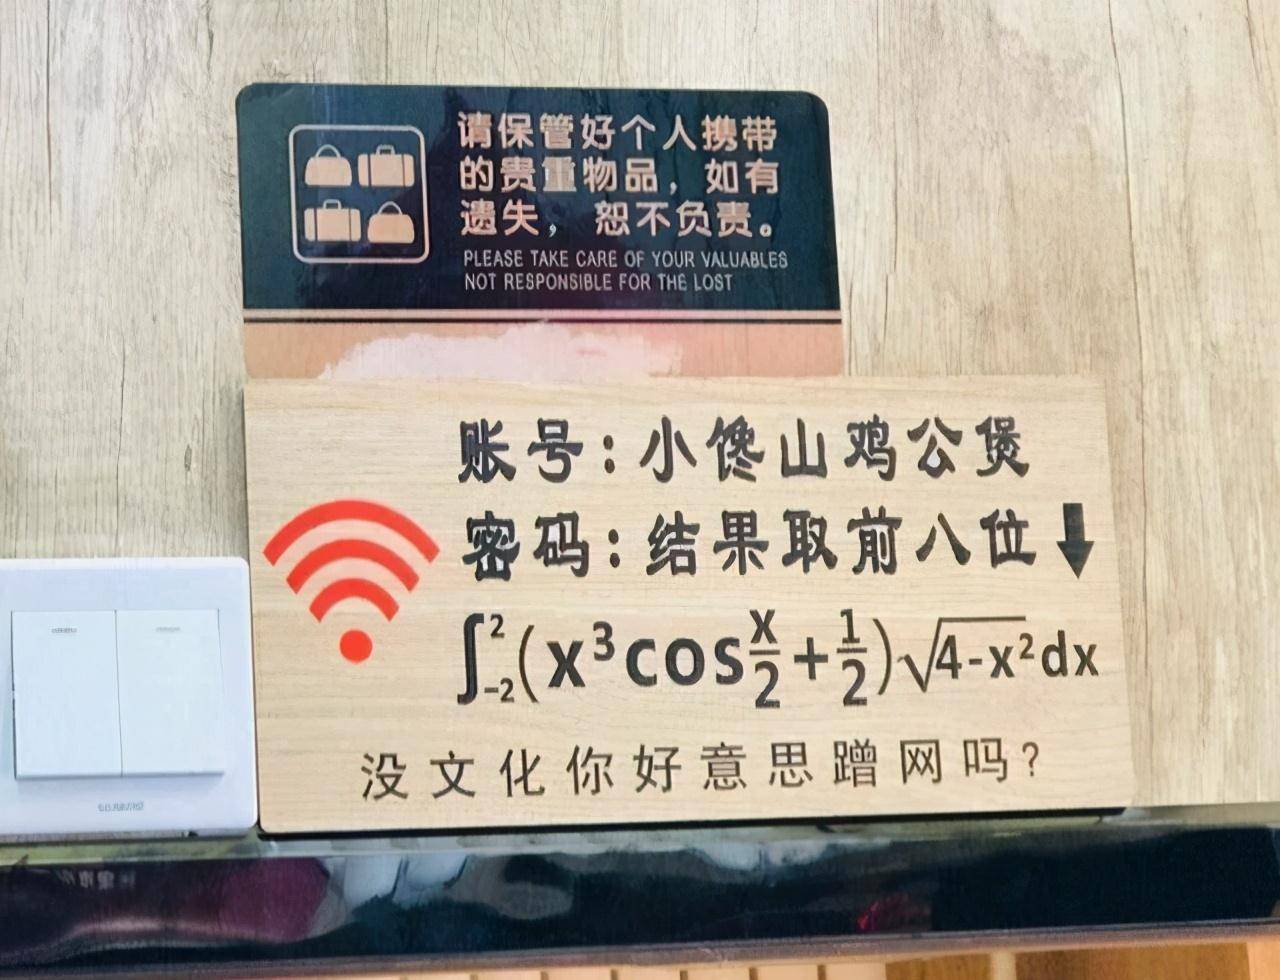 请保管好个人携带
的贵重物品，如有
遗失，恕不负责。
PLEASE TAKE CARE OF YOUR VALUABLES
NOT RESPONSIBLE FOR THE LOST
账号：小馋山鸡公煲
密码：结果取前八位↓
∫₋₂²(x³cos x/2+1/2)√4-x²dx
没文化你好意思蹭网吗？